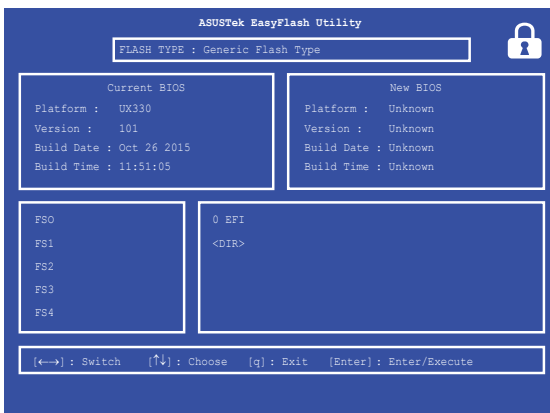 ASUSTek EasyFlash Utility
FLASH TYPE : Generic Flash Type
Current BIOS
Platform : UX330
Version : 101
Build Date : Oct 26 2015
Build Time : 11:51:05
New BIOS
Platform : Unknown
Version : Unknown
Build Date : Unknown
Build Time : Unknown
FSO
FS1
FS2
FS3
FS4
0 EFI
<DIR>
[←→] : Switch [↑↓] : Choose [q] : Exit [Enter] : Enter/Execute